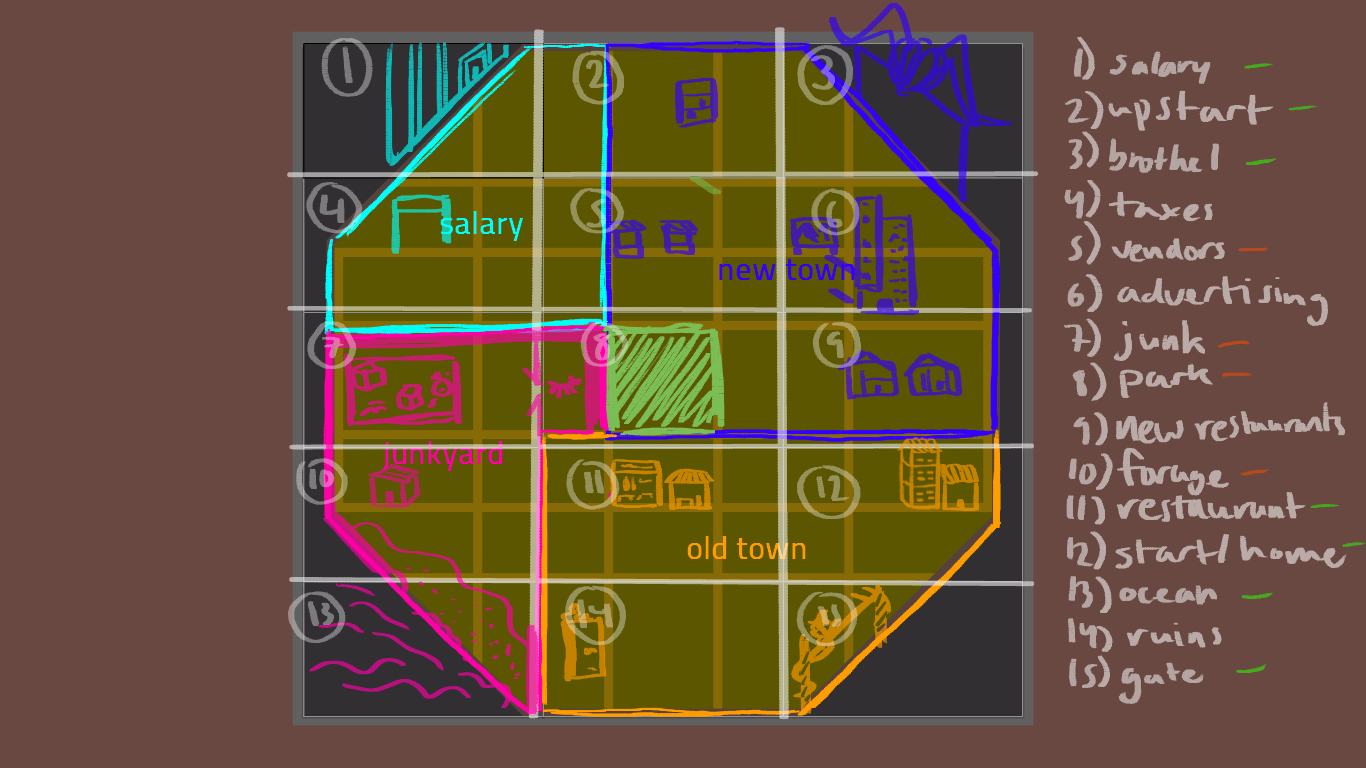 1
2
3
4
salary
5
6
new town
7
8
9
junkyard
10
11
12
old town
13
14
15
1) salary
2) upstart
3) brothel
4) taxes
5) vendors
6) advertising
7) junk
8) park
9) new restaurants
10) forage
11) restaurant
12) start/home
13) ocean
14) ruins
15) gate